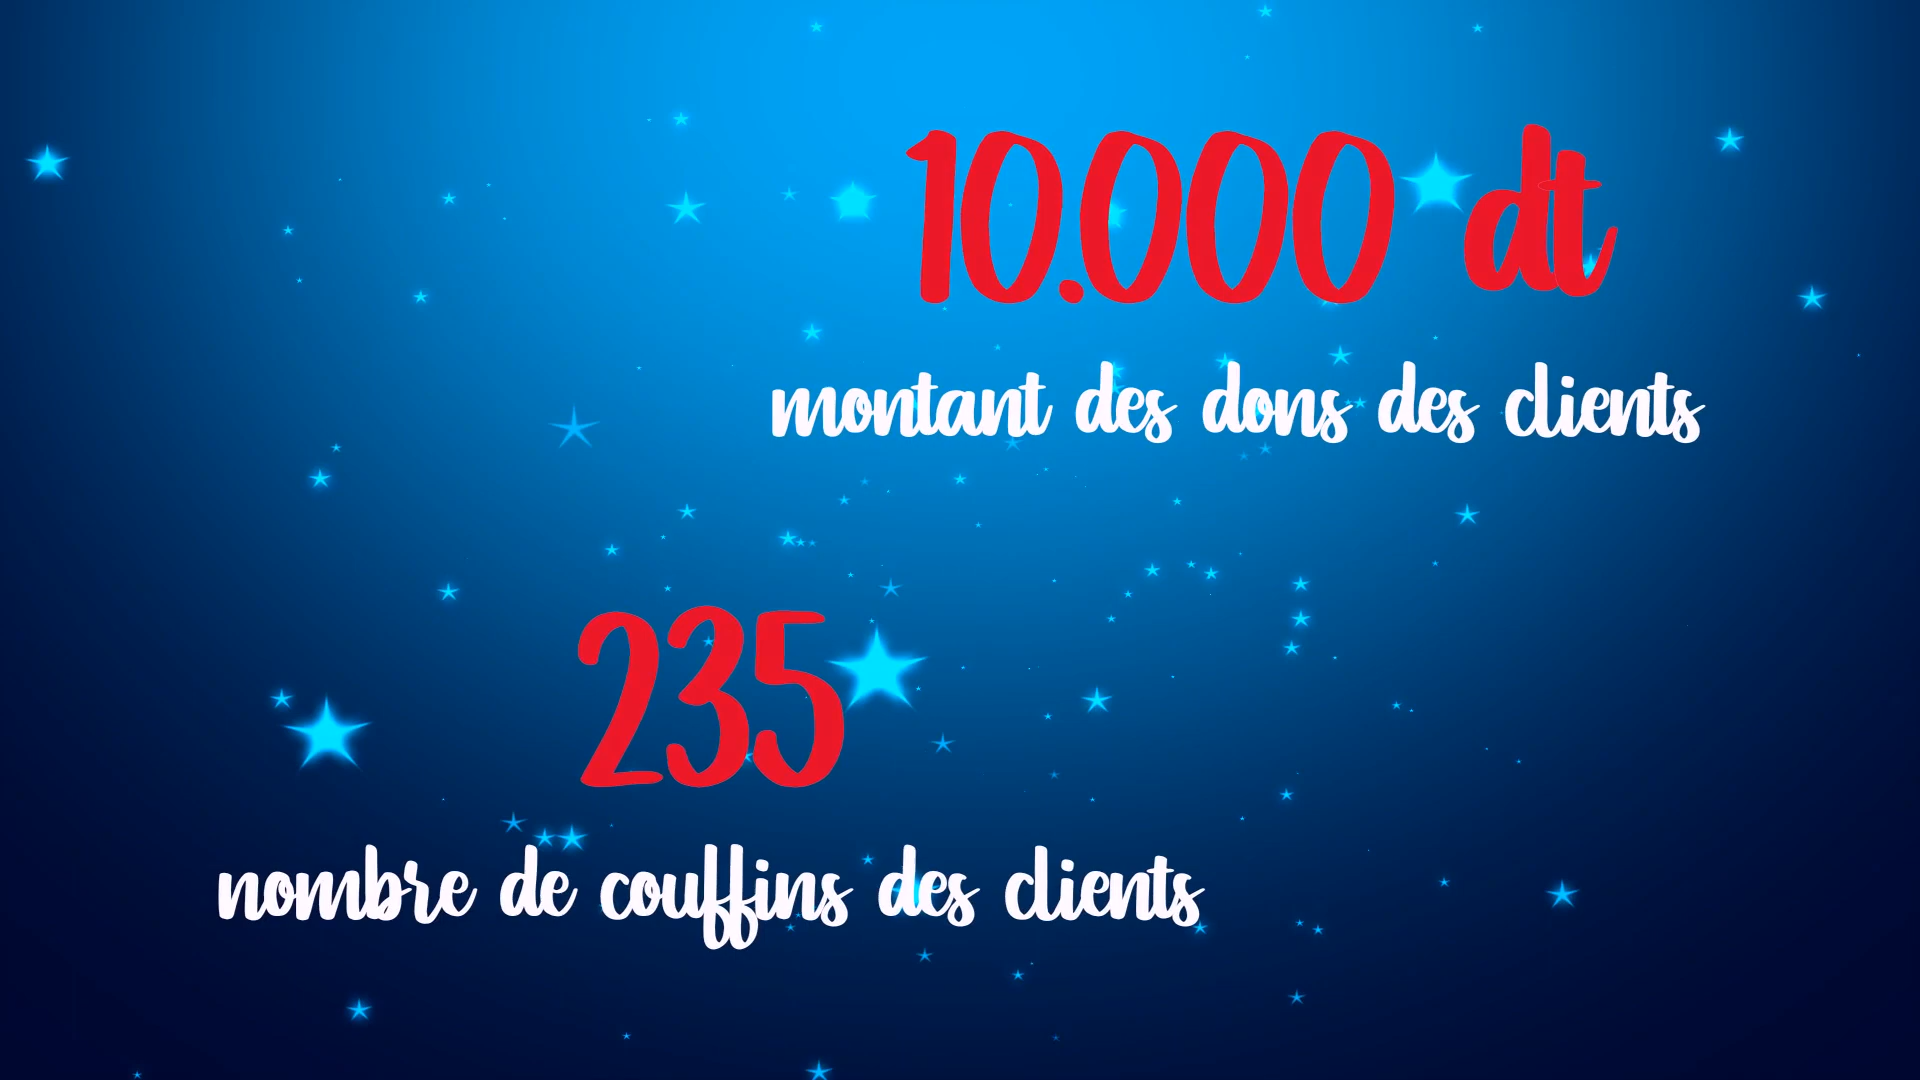 10.000 dt
montant des dons des clients
235
nombre de couffins des clients